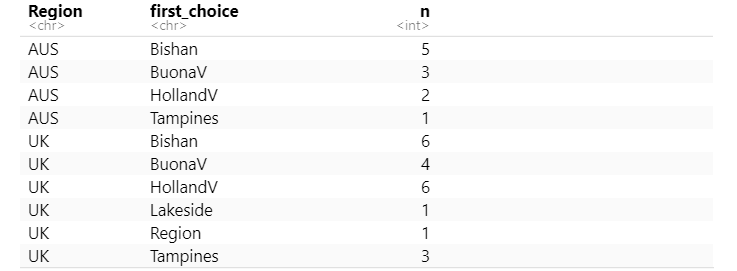 Region first_choice n
<chr> <chr> <int>
AUS Bishan 5
AUS BuonaV 3
AUS HollandV 2
AUS Tampines 1
UK Bishan 6
UK BuonaV 4
UK HollandV 6
UK Lakeside 1
UK Region 1
UK Tampines 3